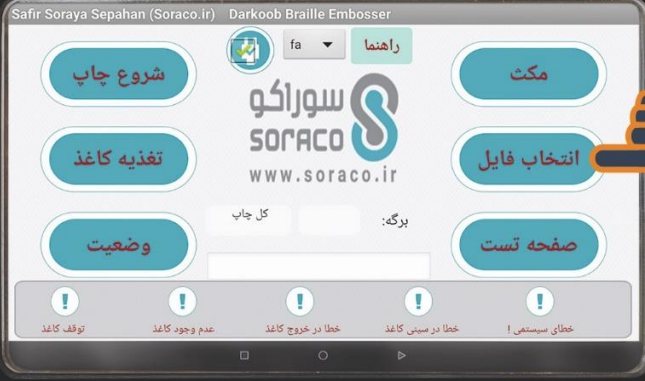 Safir Soraya Sepahan (Soraco.ir) Darkoob Braille Embosser
راهنما
fa
مکث
شروع چاپ
سوراکو
SORACO
www.soraco.ir
انتخاب فایل
تغذیه کاغذ
برگه:
کل چاپ
صفحه تست
وضعیت
خطای سیستمی !
خطا در سینی کاغذ
خطا در خروج کاغذ
عدم وجود کاغذ
توقف کاغذ